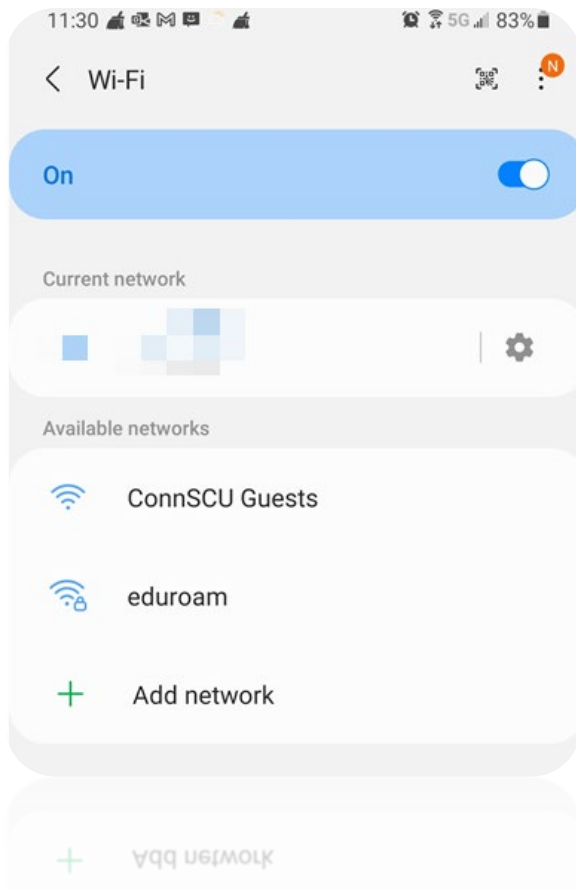 11:30 5G 83%
Wi-Fi
N
On
Current network
Available networks
ConnSCU Guests
eduroam
Add network
Add network